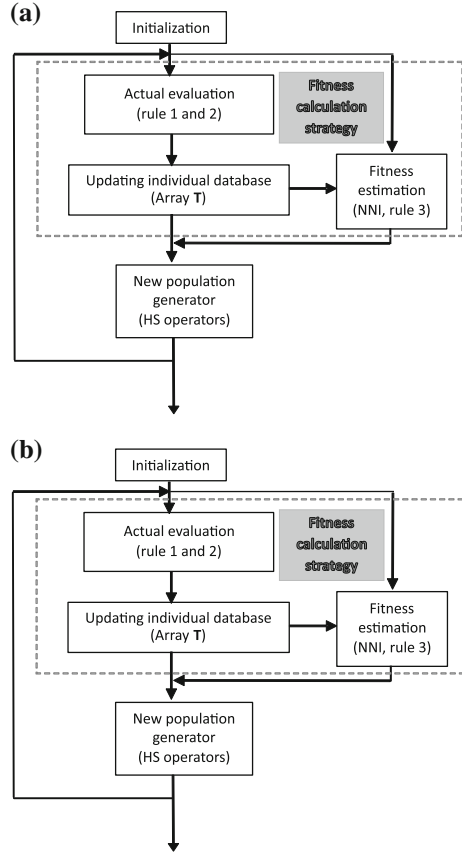 (a)
Initialization
Actual evaluation
(rule 1 and 2)
Fitness
calculation
strategy
Updating individual database
(Array T)
Fitness
estimation
(NNI, rule 3)
New population
generator
(HS operators)
(b)
Initialization
Actual evaluation
(rule 1 and 2)
Fitness
calculation
strategy
Updating individual database
(Array T)
Fitness
estimation
(NNI, rule 3)
New population
generator
(HS operators)